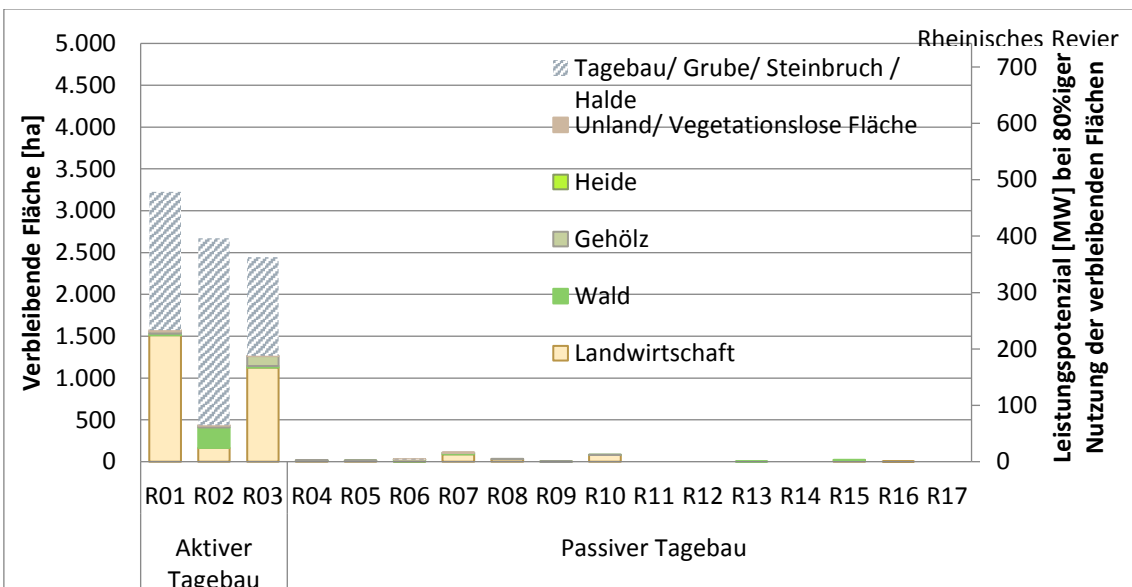 Rheinisches Revier
Verbleibende Fläche [ha]
5.000
4.500
4.000
3.500
3.000
2.500
2.000
1.500
1.000
500
0
Tagebau/ Grube/ Steinbruch /
Halde
Unland/ Vegetationslose Fläche
Heide
Gehölz
Wald
Landwirtschaft
700
600
500
400
300
200
100
0
Leistungspotenzial [MW] bei 80%iger
Nutzung der verbleibenden Flächen
R01 R02 R03 R04 R05 R06 R07 R08 R09 R10 R11 R12 R13 R14 R15 R16 R17
Aktiver
Tagebau
Passiver Tagebau